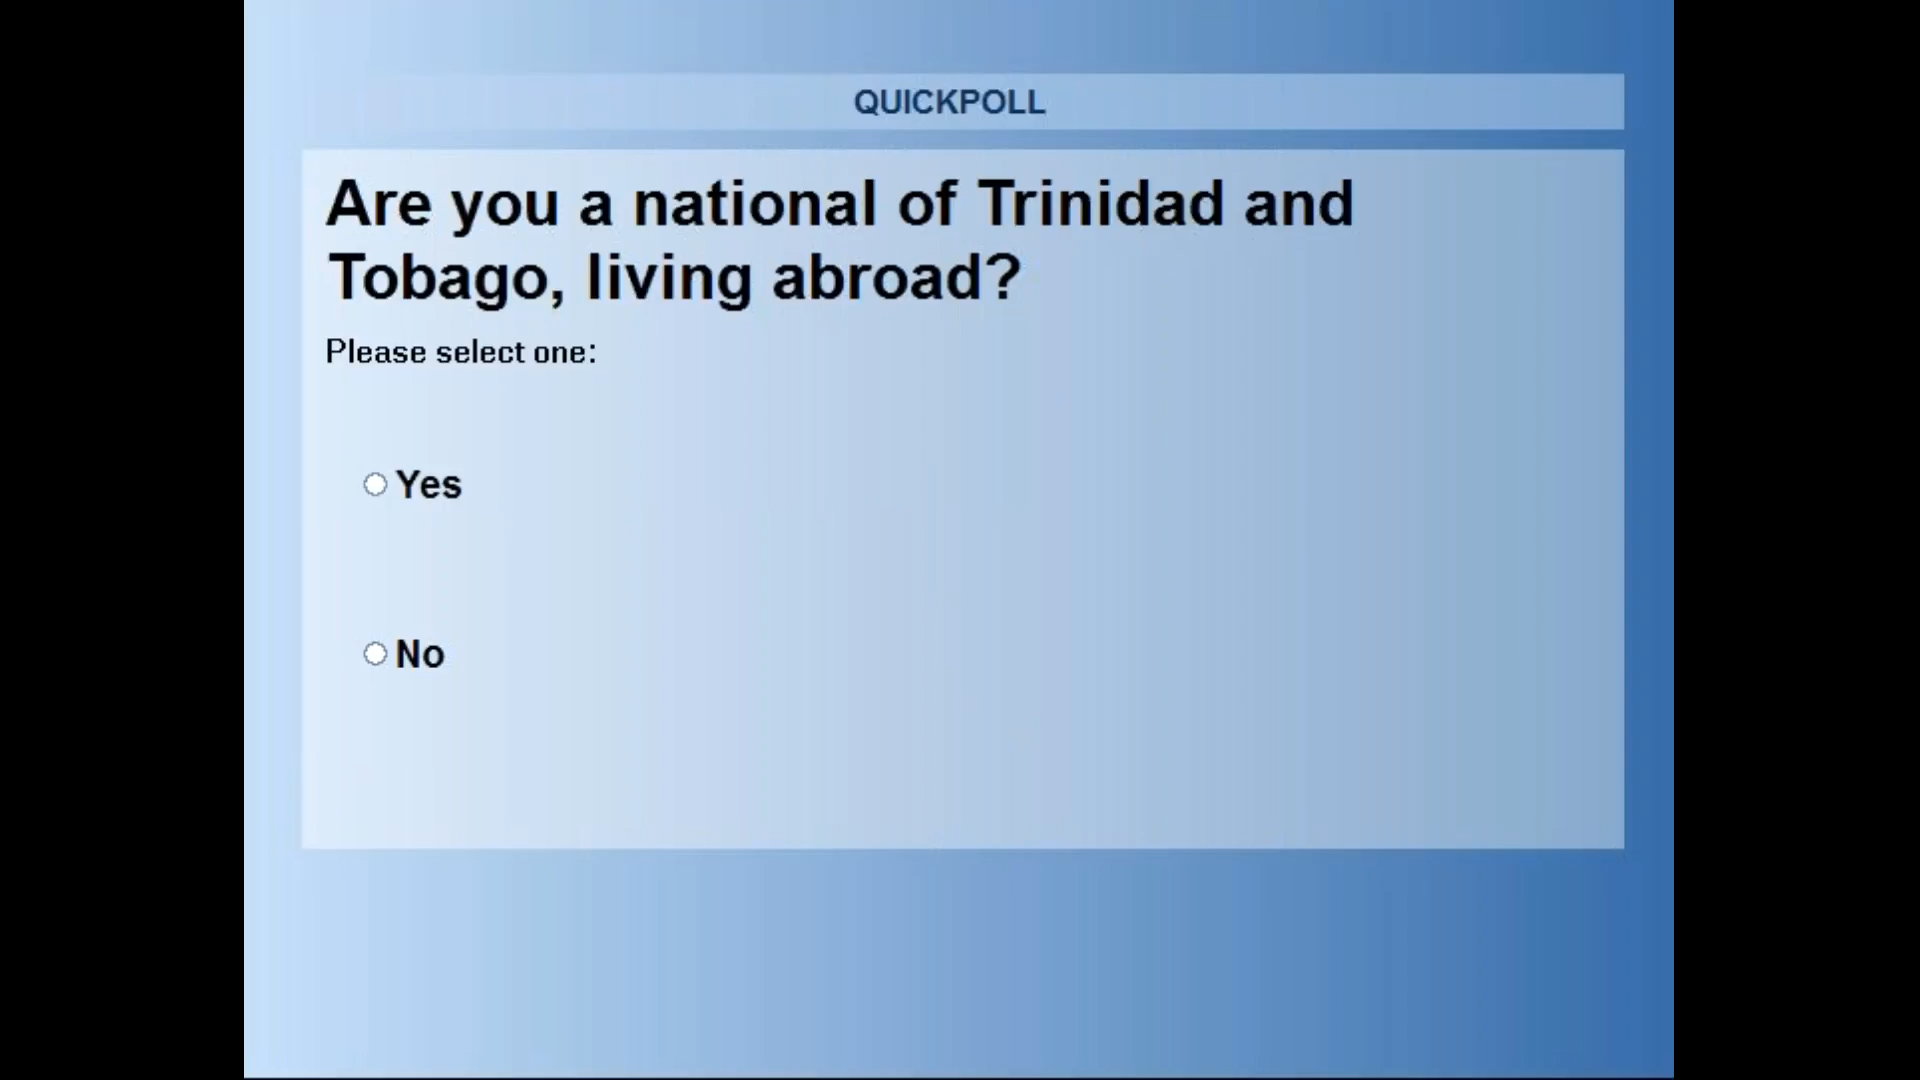 QUICKPOLL
Are you a national of Trinidad and
Tobago, living abroad?
Please select one:
Yes
No